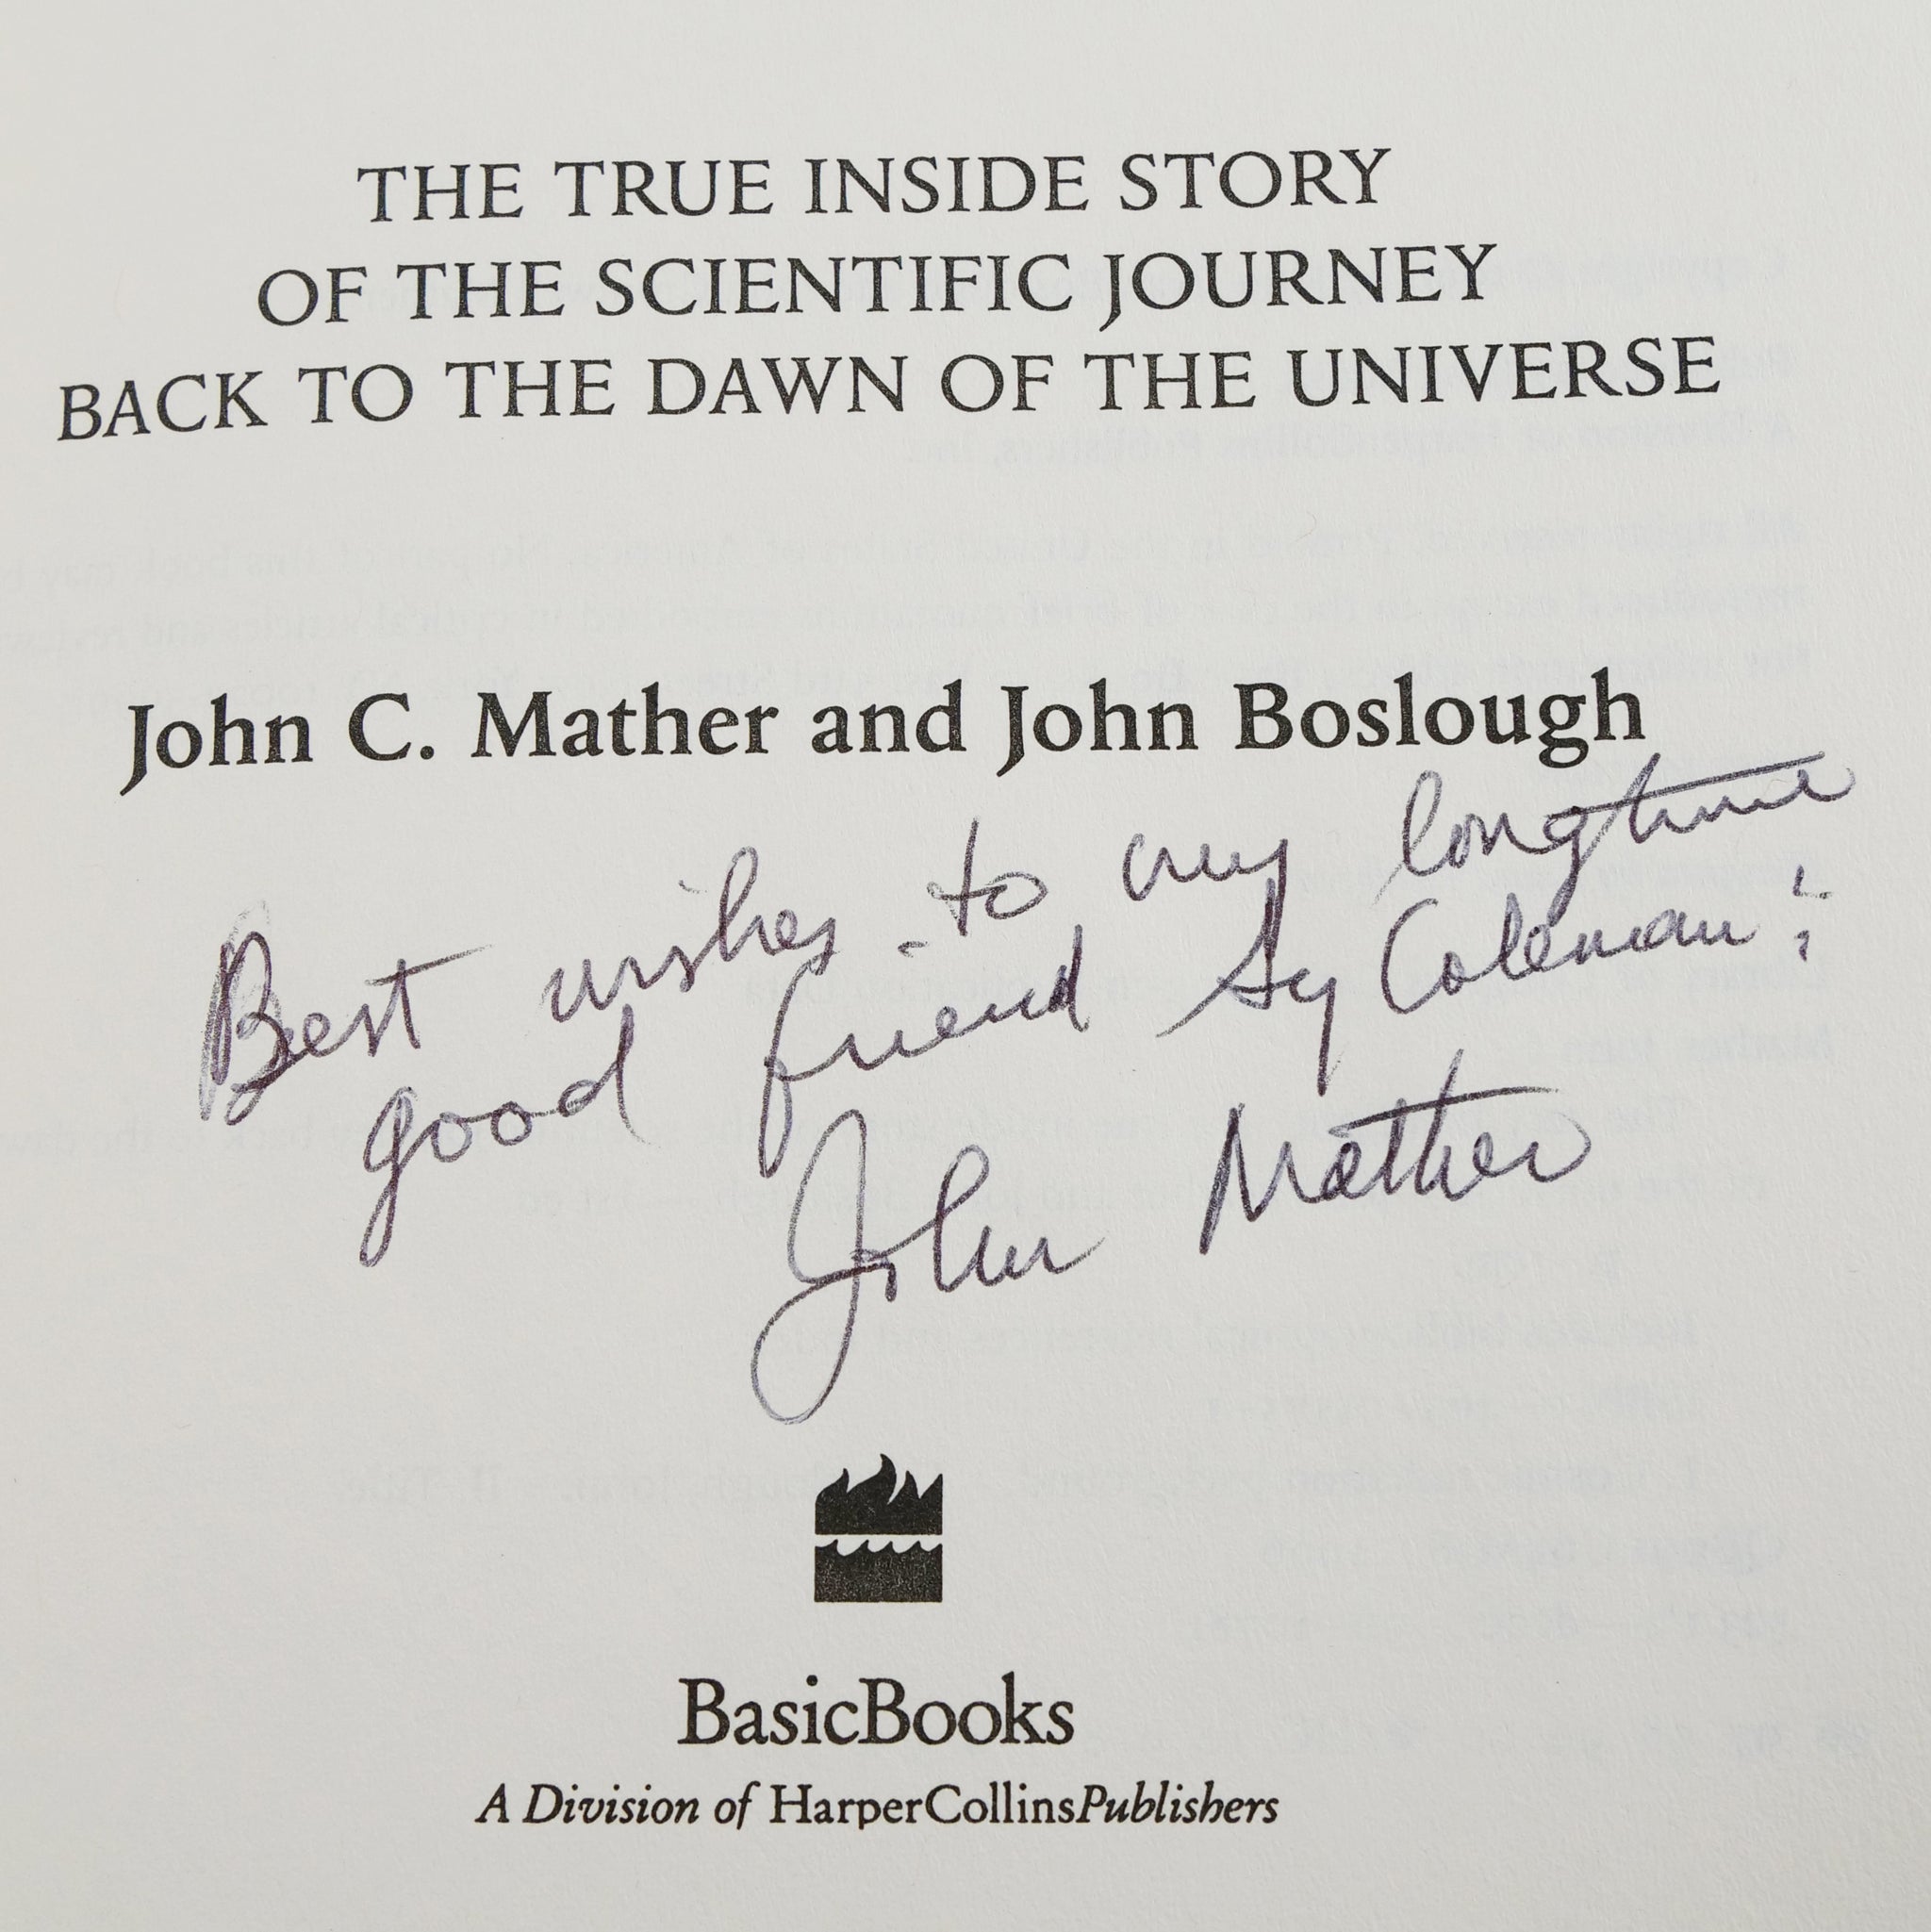 THE TRUE INSIDE STORY
OF THE SCIENTIFIC JOURNEY
BACK TO THE DAWN OF THE UNIVERSE
John C. Mather and John Boslough
Best wishes to my longtime
good friend Sy Coleman!
John Mather
BasicBooks
A Division of HarperCollinsPublishers